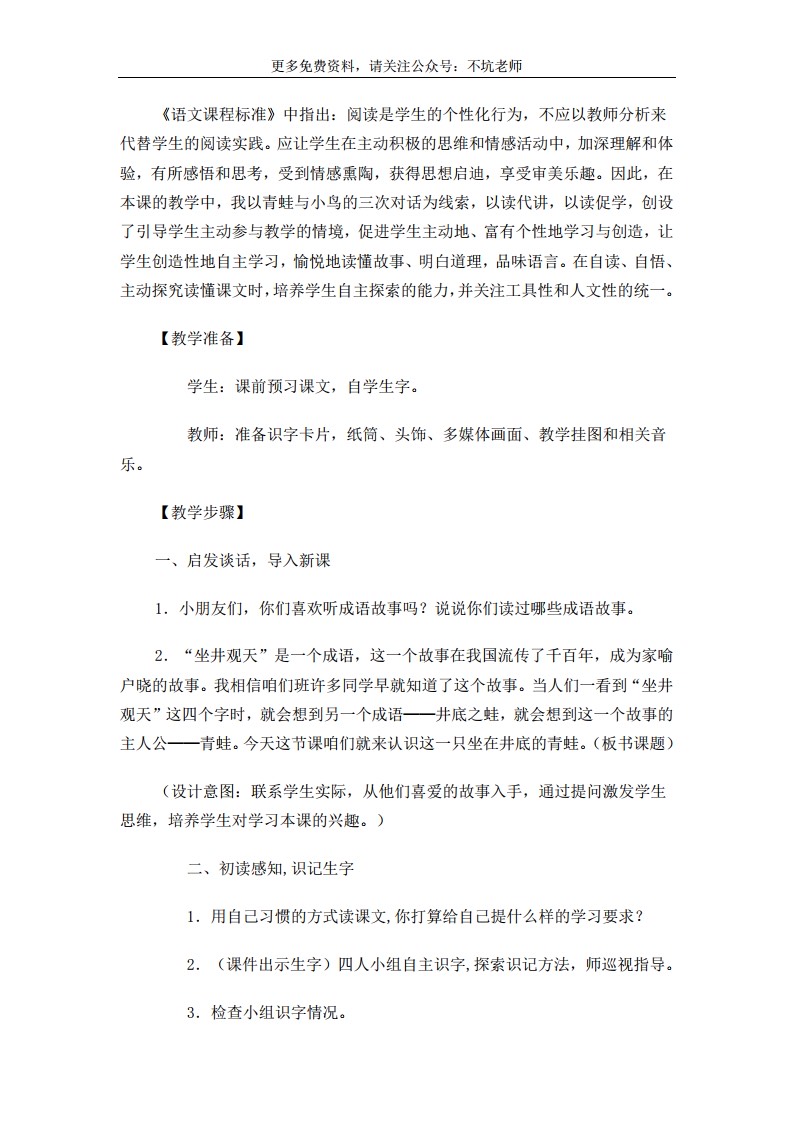 更多免费资料，请关注公众号：不坑老师
《语文课程标准》中指出：阅读是学生的个性化行为，不应以教师分析来
代替学生的阅读实践。应让学生在主动积极的思维和情感活动中，加深理解和体
验，有所感悟和思考，受到情感熏陶，获得思想启迪，享受审美乐趣。因此，在
本课的教学中，我以青蛙与小鸟的三次对话为线索，以读代讲，以读促学，创设
了引导学生主动参与教学的情境，促进学生主动地、富有个性地学习与创造，让
学生创造性地自主学习，愉悦地读懂故事、明白道理，品味语言。在自读、自悟、
主动探究读懂课文时，培养学生自主探索的能力，并关注工具性和人文性的统一。
【教学准备】
学生：课前预习课文，自学生字。
教师：准备识字卡片，纸筒、头饰、多媒体画面、教学挂图和相关音
乐。
【教学步骤】
一、启发谈话，导入新课
1．小朋友们，你们喜欢听成语故事吗？说说你们读过哪些成语故事。
2．“坐井观天”是一个成语，这一个故事在我国流传了千百年，成为家喻
户晓的故事。我相信咱们班许多同学早就知道了这个故事。当人们一看到“坐井
观天”这四个字时，就会想到另一个成语——井底之蛙，就会想到这一个故事的
主人公——青蛙。今天这节课咱们就来认识这一只坐在井底的青蛙。（板书课题）
（设计意图：联系学生实际，从他们喜爱的故事入手，通过提问激发学生
思维，培养学生对学习本课的兴趣。）
二、初读感知,识记生字
1．用自己习惯的方式读课文,你打算给自己提什么样的学习要求？
2．（课件出示生字）四人小组自主识字,探索识记方法，师巡视指导。
3．检查小组识字情况。